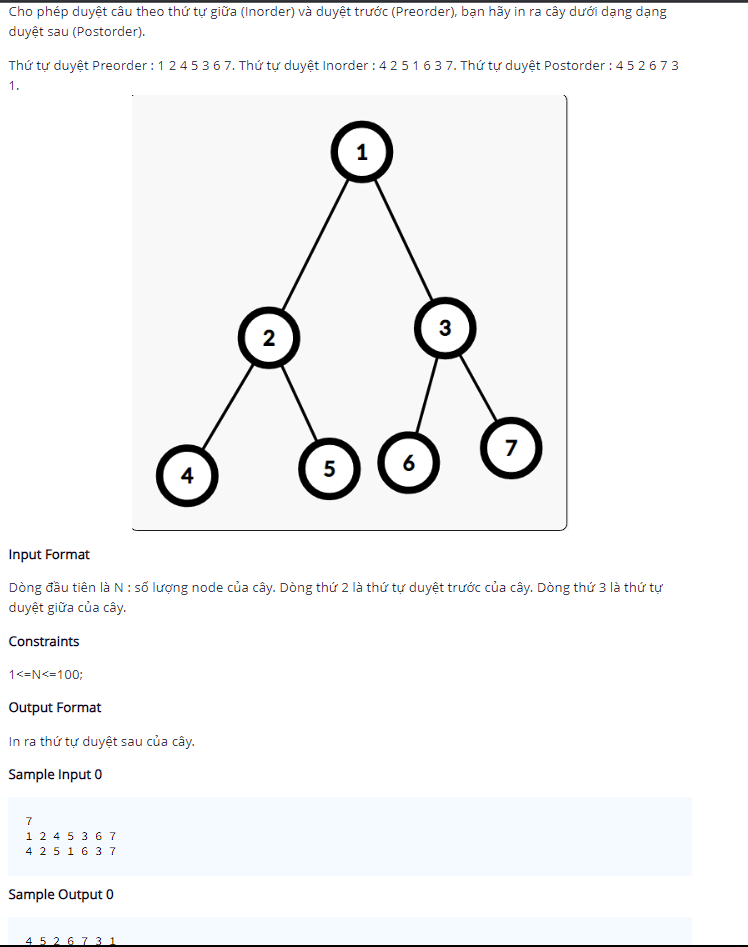 Cho phép duyệt câu theo thứ tự giữa (Inorder) và duyệt trước (Preorder), bạn hãy in ra cây dưới dạng dạng
duyệt sau (Postorder).
Thứ tự duyệt Preorder : 1 2 4 5 3 6 7. Thứ tự duyệt Inorder : 4 2 5 1 6 3 7. Thứ tự duyệt Postorder : 4 5 2 6 7 3
1.
1
2
3
4
5
6
7
Input Format
Dòng đầu tiên là N : số lượng node của cây. Dòng thứ 2 là thứ tự duyệt trước của cây. Dòng thứ 3 là thứ tự
duyệt giữa của cây.
Constraints
1<=N<=100;
Output Format
In ra thứ tự duyệt sau của cây.
Sample Input 0
7
1 2 4 5 3 6 7
4 2 5 1 6 3 7
Sample Output 0
4 5 2 6 7 3 1